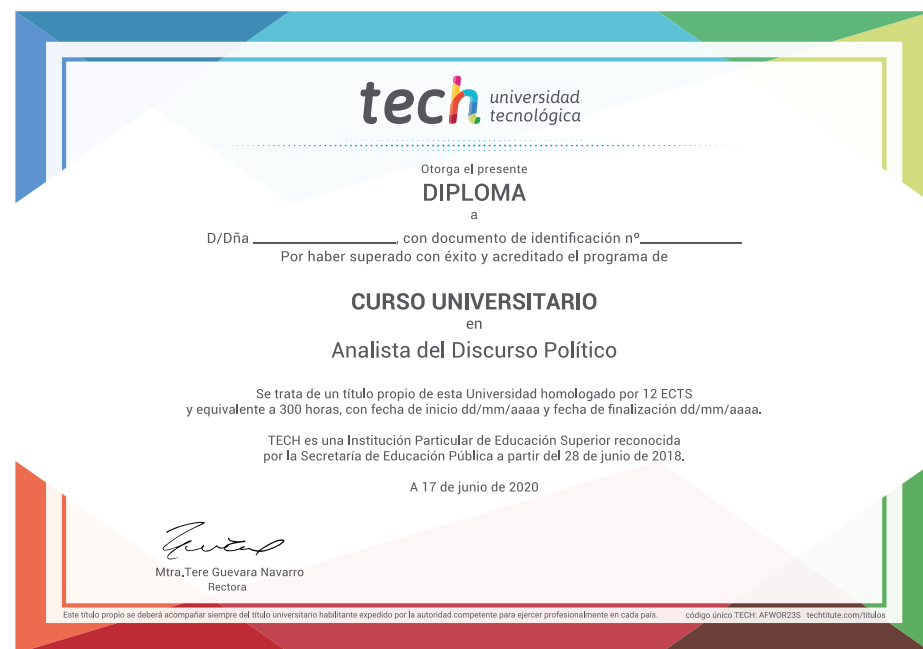 tech universidad
tecnológica
Otorga el presente
DIPLOMA
a
D/Dña ____________, con documento de identificación nº____________
Por haber superado con éxito y acreditado el programa de
CURSO UNIVERSITARIO
en
Analista del Discurso Político
Se trata de un título propio de esta Universidad homologado por 12 ECTS
y equivalente a 300 horas, con fecha de inicio dd/mm/aaaa y fecha de finalización dd/mm/aaaa.
TECH es una Institución Particular de Educación Superior reconocida
por la Secretaría de Educación Pública a partir del 28 de junio de 2018.
A 17 de junio de 2020
Mtra.Tere Guevara Navarro
Rectora
Este título propio se deberá acompañar siempre del título universitario habilitante expedido por la autoridad competente para ejercer profesionalmente en cada país. código único TECH: AFWOR23S techtitute.com/titulos